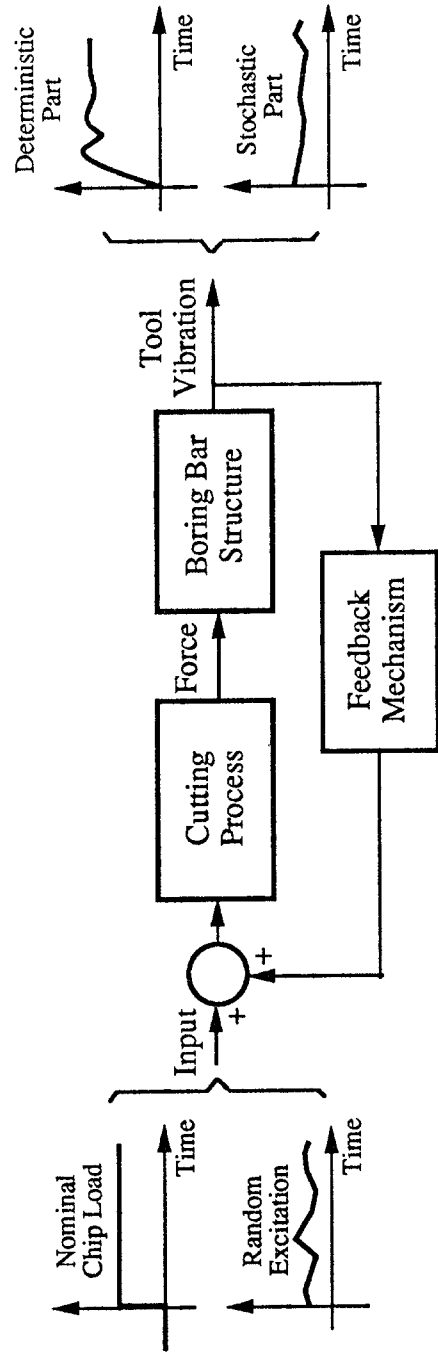 Nominal
Chip Load
Time
Random
Excitation
Time
Input
+
+
Cutting
Process
Force
Boring Bar
Structure
Tool
Vibration
Feedback
Mechanism
Deterministic
Part
Time
Stochastic
Part
Time